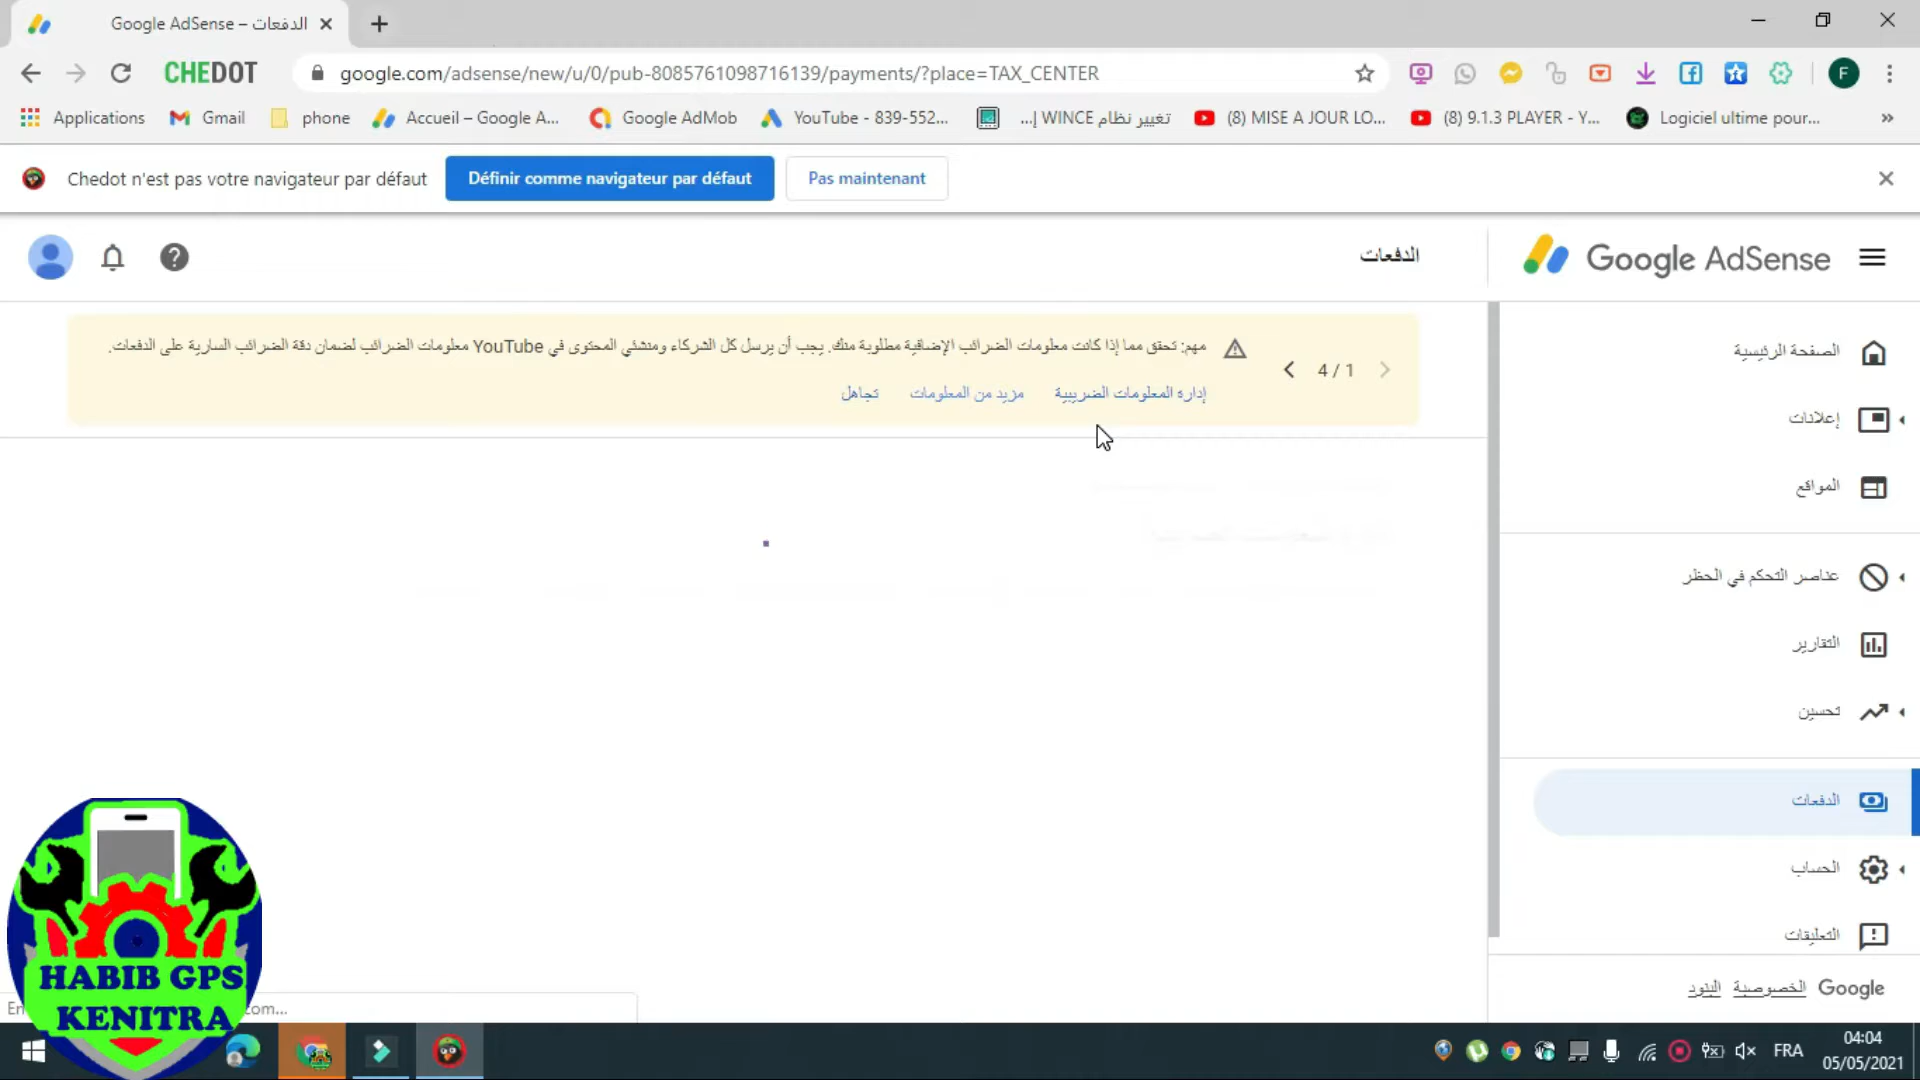 Google AdSense – الدفعات
CHEDOT
google.com/adsense/new/u/0/pub-8085761098716139/payments/?place=TAX_CENTER
F
Applications
Gmail
phone
Accueil – Google A...
Google AdMob
YouTube - 839-552...
تغيير نظام WINCE إ...
(8) MISE A JOUR LO...
(8) 9.1.3 PLAYER - Y...
Logiciel ultime pour...
»
Chedot n'est pas votre navigateur par défaut
Définir comme navigateur par défaut
Pas maintenant
الدفعات
Google AdSense
مهم: تحقق مما إذا كانت معلومات الضرائب الإضافية مطلوبة منك. يجب أن يرسل كل الشركاء ومنشئي المحتوى في YouTube معلومات الضرائب لضمان دقة الضرائب السارية على الدفعات.
4 / 1
إدارة المعلومات الضريبية
مزيد من المعلومات
تجاهل
الصفحة الرئيسية
إعلانات
المواقع
عناصر التحكم في الحظر
التقارير
تحسين
الدفعات
الحساب
التعليقات
Google
الخصوصية
البنود
HABIB GPS
KENITRA
com...
FRA
04:04
05/05/2021